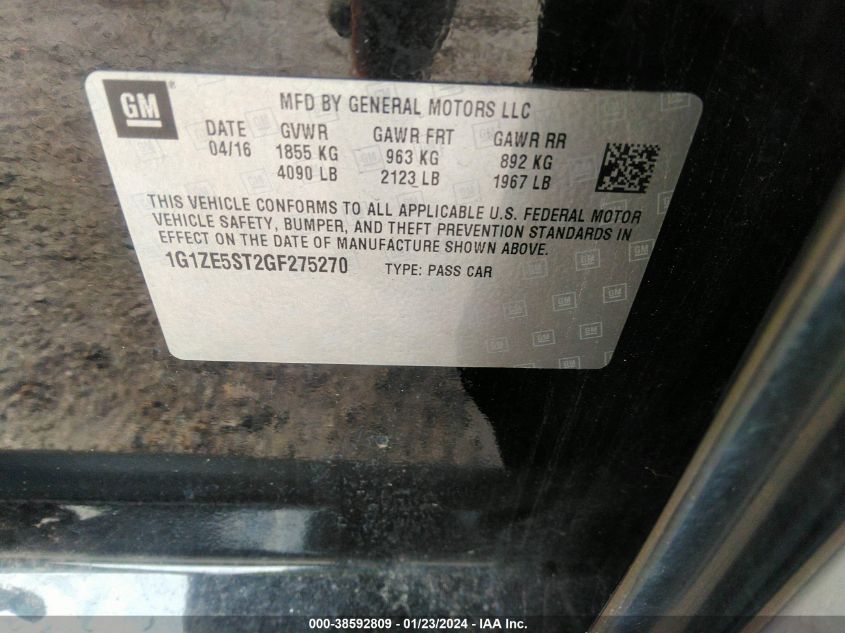 GM
MFD BY GENERAL MOTORS LLC
DATE GVWR GAWR FRT GAWR RR
04/16 1855 KG 963 KG 892 KG
4090 LB 2123 LB 1967 LB
THIS VEHICLE CONFORMS TO ALL APPLICABLE U.S. FEDERAL MOTOR
VEHICLE SAFETY, BUMPER, AND THEFT PREVENTION STANDARDS IN
EFFECT ON THE DATE OF MANUFACTURE SHOWN ABOVE.
1G1ZE5ST2GF275270 TYPE: PASS CAR
000-38592809 - 01/23/2024 - IAA Inc.